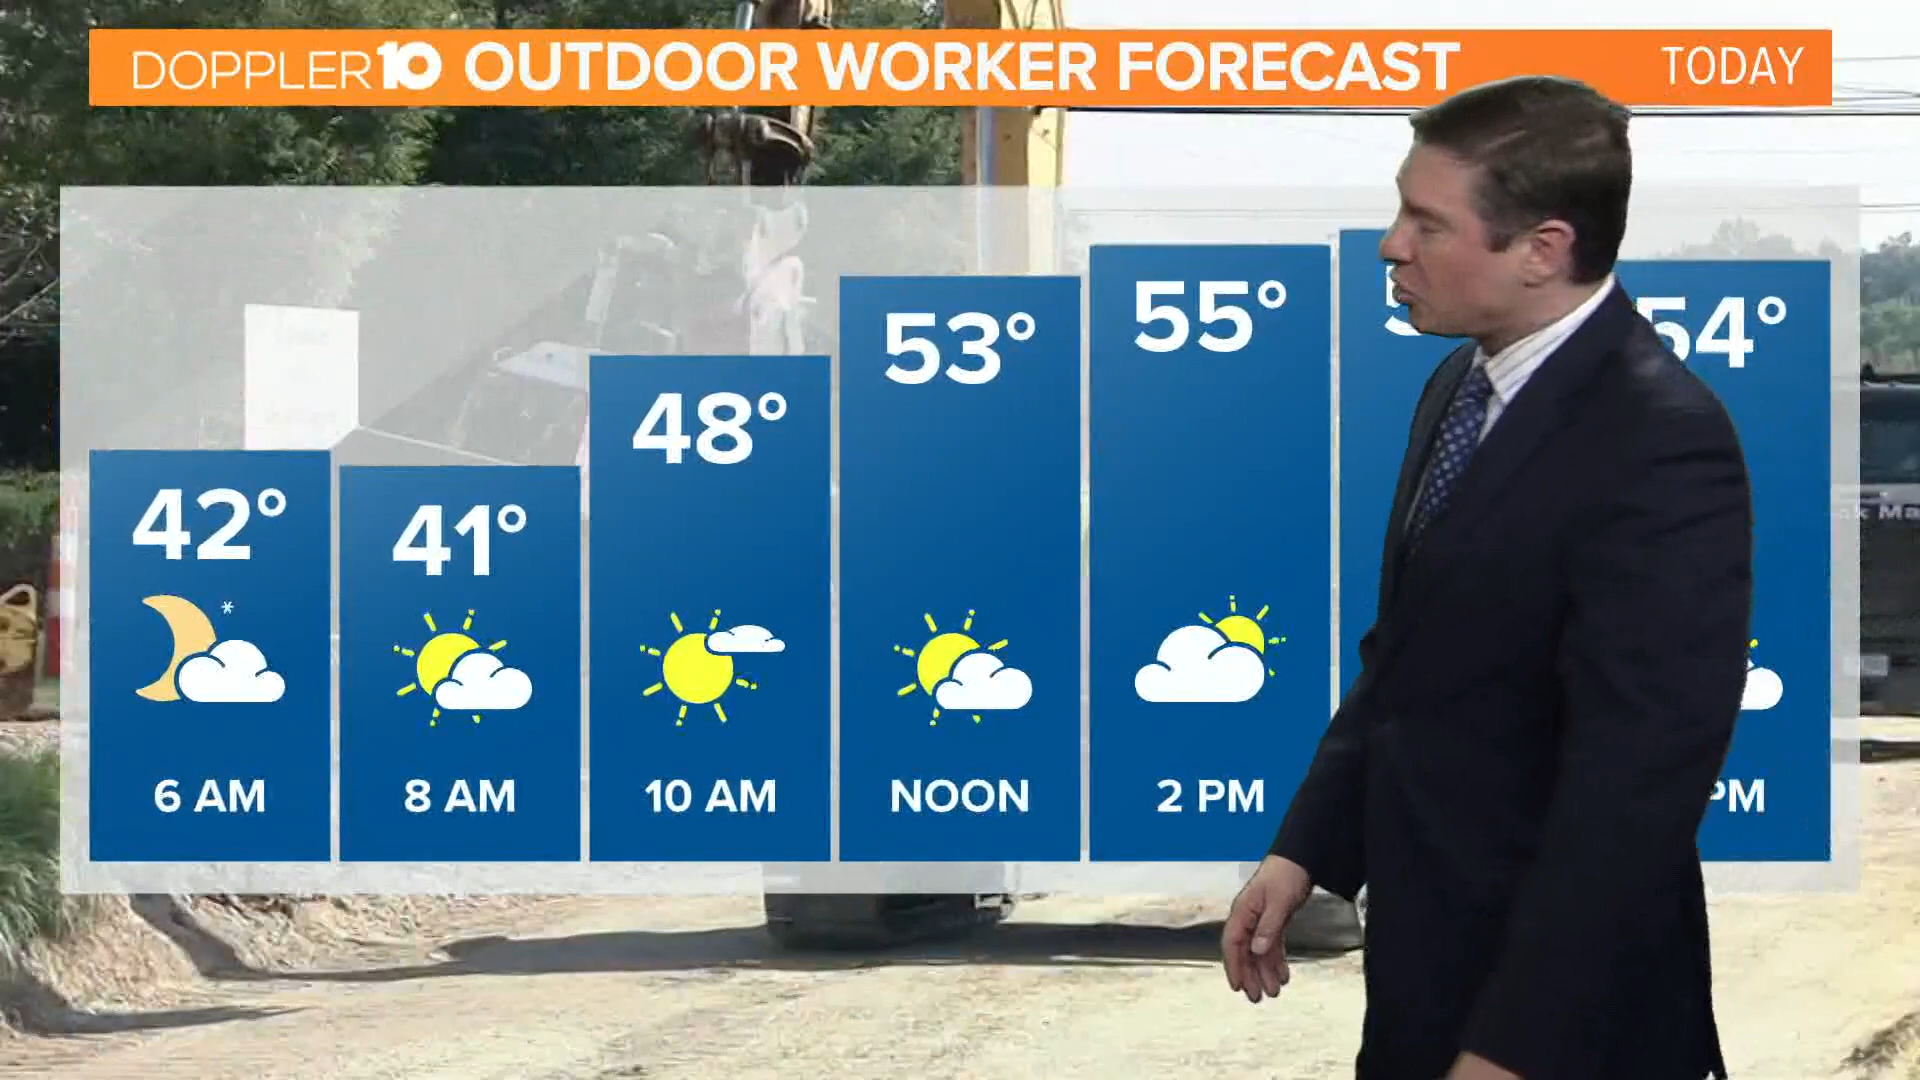 DOPPLER10 OUTDOOR WORKER FORECAST TODAY
42° 41° 48° 53° 55° 54°
6 AM 8 AM 10 AM NOON 2 PM PM